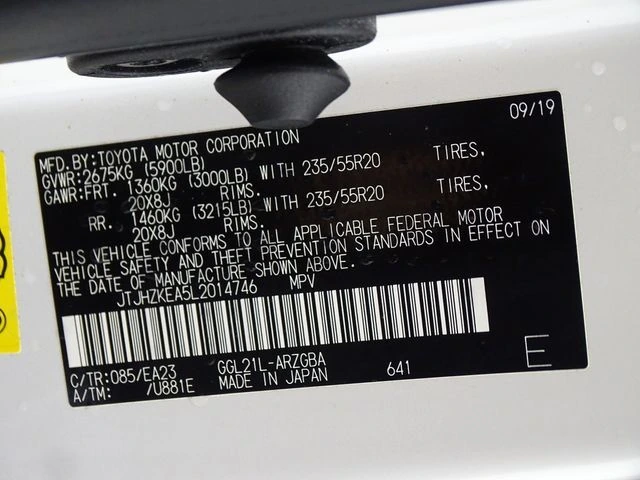 09/19
MFD.BY:TOYOTA MOTOR CORPORATION
GVWR:2675KG (5900LB)
GAWR:FRT. 1360KG (3000LB) WITH 235/55R20 TIRES,
20X8J RIMS.
RR. 1460KG (3215LB) WITH 235/55R20 TIRES,
20X8J RIMS.
THIS VEHICLE CONFORMS TO ALL APPLICABLE FEDERAL MOTOR
VEHICLE SAFETY AND THEFT PREVENTION STANDARDS IN EFFECT ON
THE DATE OF MANUFACTURE SHOWN ABOVE.
JTJHZKEA5L2014746 MPV
C/TR:085/EA23 GGL21L-ARZGBA 641 E
A/TM: /U881E MADE IN JAPAN